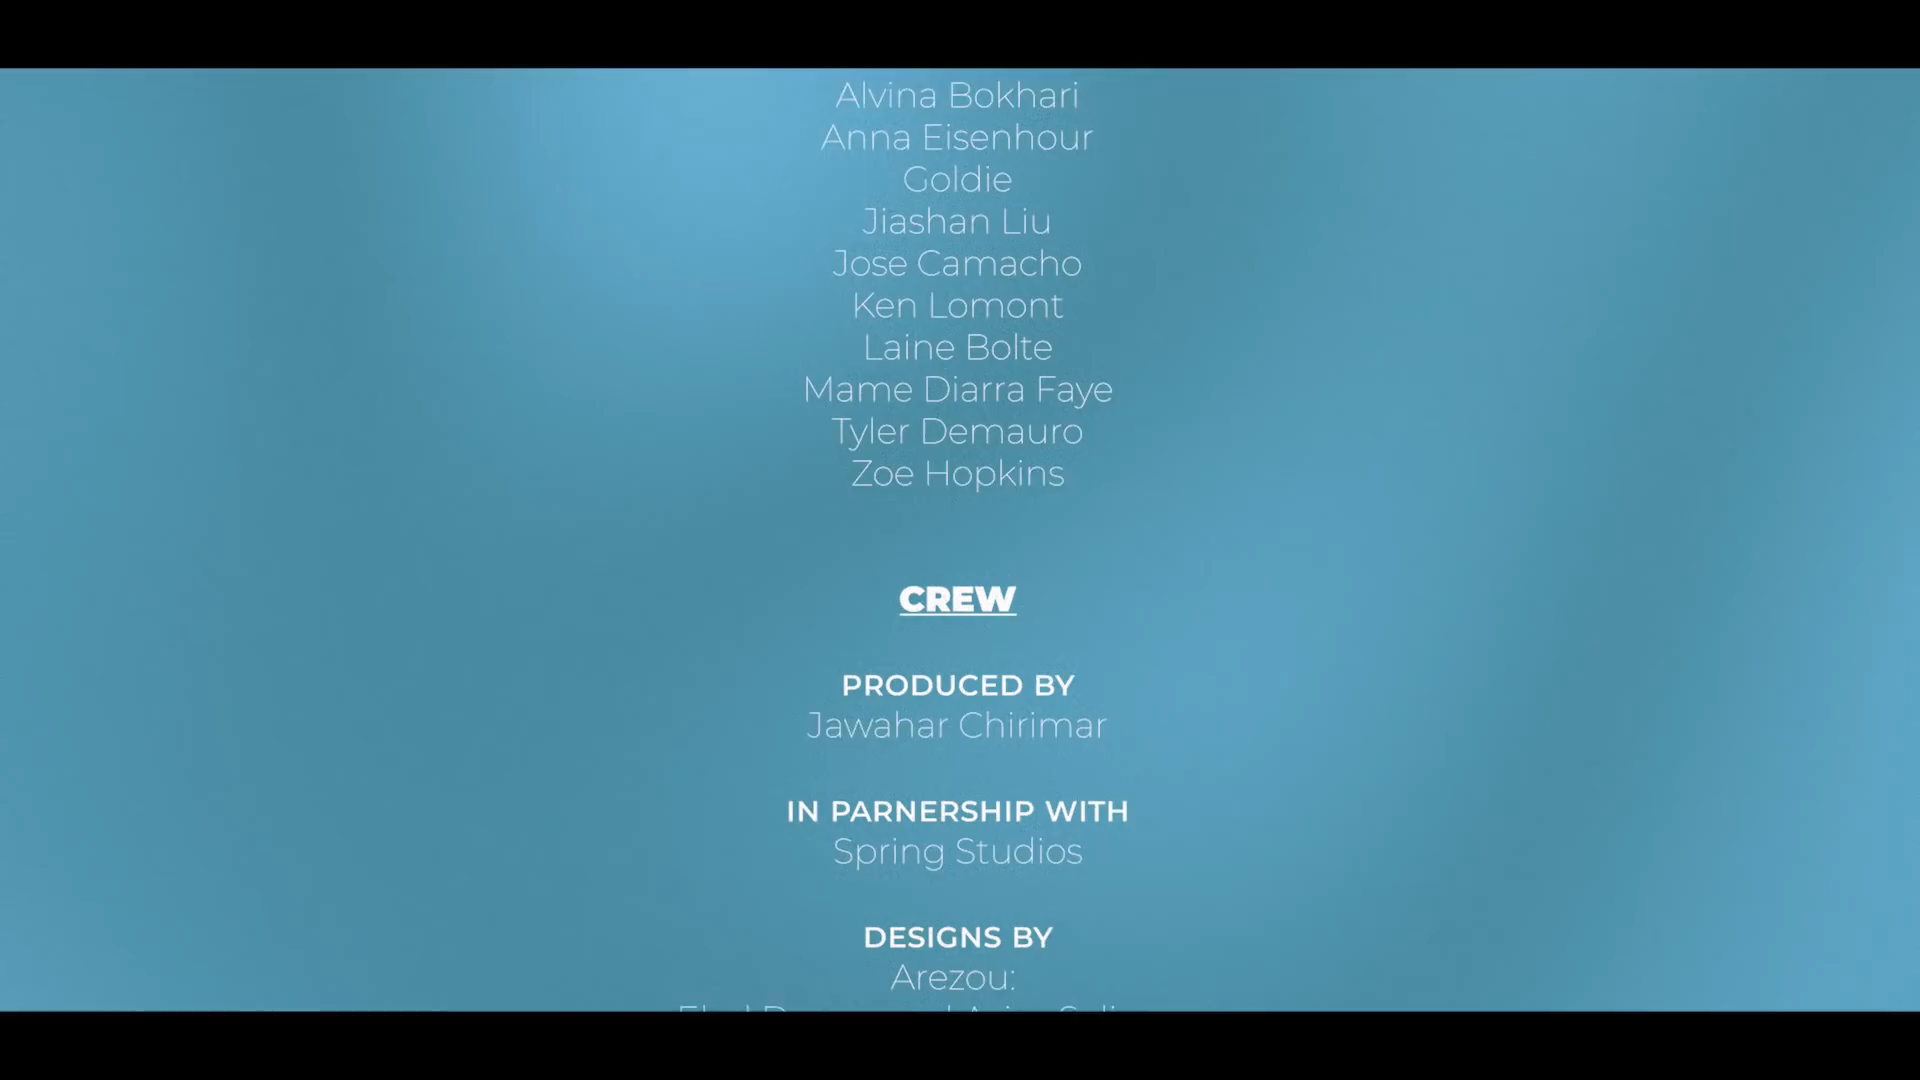 Alvina Bokhari
Anna Eisenhour
Goldie
Jiashan Liu
Jose Camacho
Ken Lomont
Laine Bolte
Mame Diarra Faye
Tyler Demauro
Zoe Hopkins
CREW
PRODUCED BY
Jawahar Chirimar
IN PARNERSHIP WITH
Spring Studios
DESIGNS BY
Arezou: